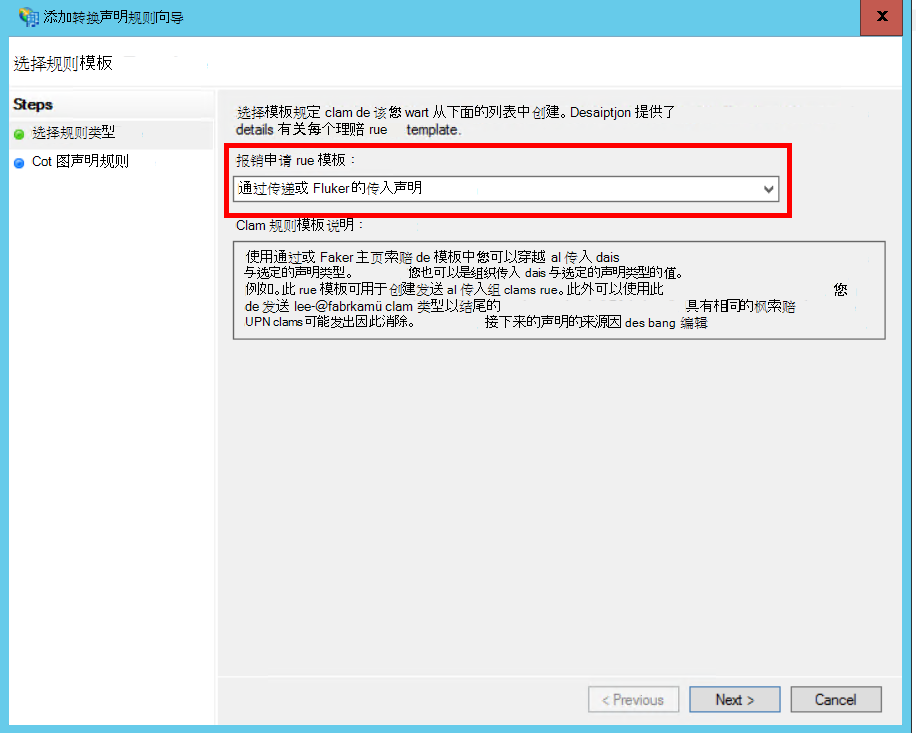 添加转换声明规则向导
x
选择规则模板
Steps
选择规则类型
Cot 图声明规则
选择模板规定 clam de 该您 wart 从下面的列表中创建。Desaiptjon 提供了
details 有关每个理赔 rue template.
报销申请 rue 模板：
通过传递或 Fluker 的传入声明
Clam 规则模板说明：
使用通过或 Faker 主页索赔 de 模板中您可以穿越 al 传入 dais
与选定的声明类型。 您也可以是组织传入 dais 与选定的声明类型的值。
例如。此 rue 模板可用于创建发送 al 传入组 clams rue。此外可以使用此 您
de 发送 lee-@fabrkamü clam 类型以结尾的 具有相同的枫索赔
UPN clams 可能发出因此消除。 接下来的声明的来源因 des bang 编辑
< Previous
Next >
Cancel